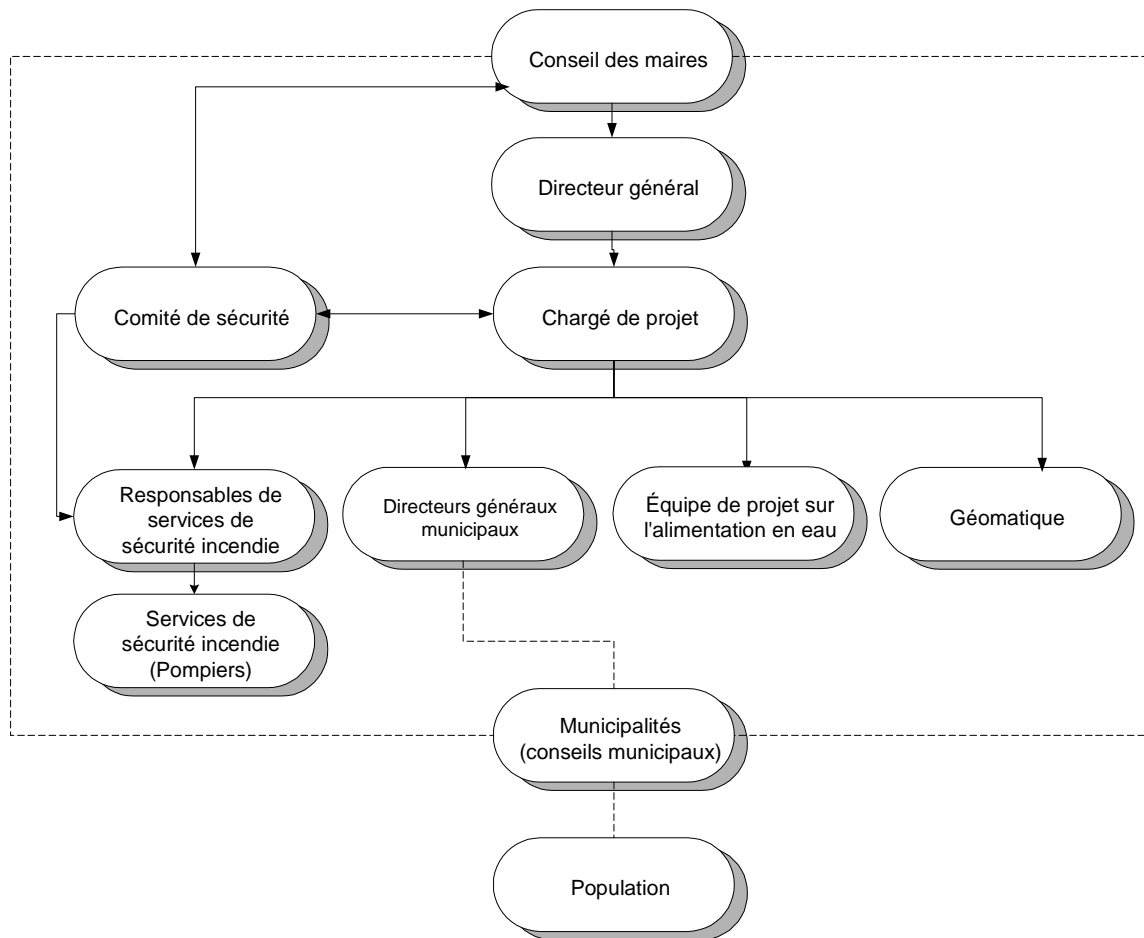 Conseil des maires
Directeur général
Comité de sécurité
Chargé de projet
Responsables de
services de
sécurité incendie
Directeurs généraux
municipaux
Équipe de projet sur
l'alimentation en eau
Géomatique
Services de
sécurité incendie
(Pompiers)
Municipalités
(conseils municipaux)
Population